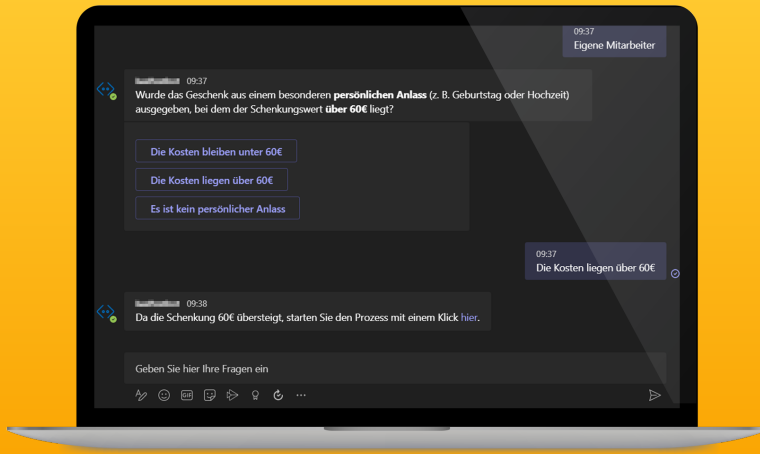 09:37
Eigene Mitarbeiter
09:37
Wurde das Geschenk aus einem besonderen persönlichen Anlass (z. B. Geburtstag oder Hochzeit)
ausgegeben, bei dem der Schenkungswert über 60€ liegt?
Die Kosten bleiben unter 60€
Die Kosten liegen über 60€
Es ist kein persönlicher Anlass
09:37
Die Kosten liegen über 60€
09:38
Da die Schenkung 60€ übersteigt, starten Sie den Prozess mit einem Klick hier.
Geben Sie hier Ihre Fragen ein
GIF